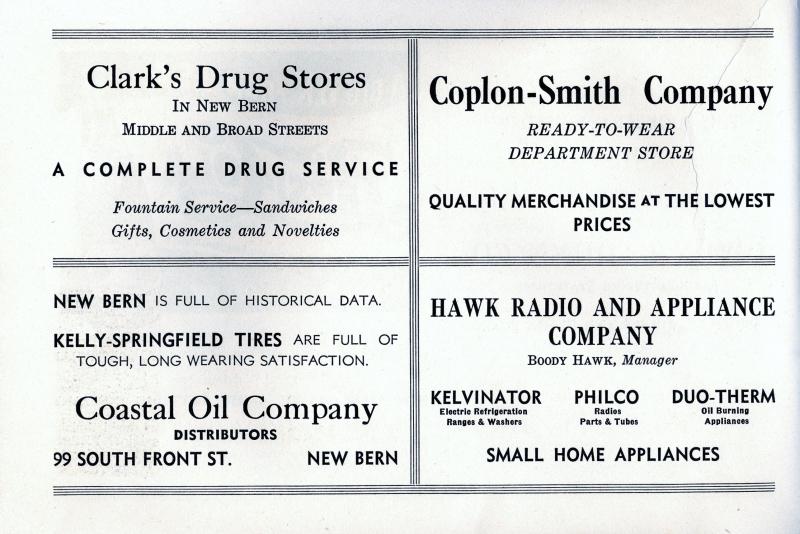 Clark's Drug Stores
In New Bern
Middle and Broad Streets
A COMPLETE DRUG SERVICE
Fountain Service—Sandwiches
Gifts, Cosmetics and Novelties
Coplon-Smith Company
READY-TO-WEAR
DEPARTMENT STORE
QUALITY MERCHANDISE AT THE LOWEST
PRICES
NEW BERN IS FULL OF HISTORICAL DATA.
KELLY-SPRINGFIELD TIRES ARE FULL OF
TOUGH, LONG WEARING SATISFACTION.
Coastal Oil Company
DISTRIBUTORS
99 SOUTH FRONT ST. NEW BERN
HAWK RADIO AND APPLIANCE
COMPANY
Boody Hawk, Manager
KELVINATOR PHILCO DUO-THERM
Electric Refrigeration Radios Oil Burning
Ranges & Washers Parts & Tubes Appliances
SMALL HOME APPLIANCES